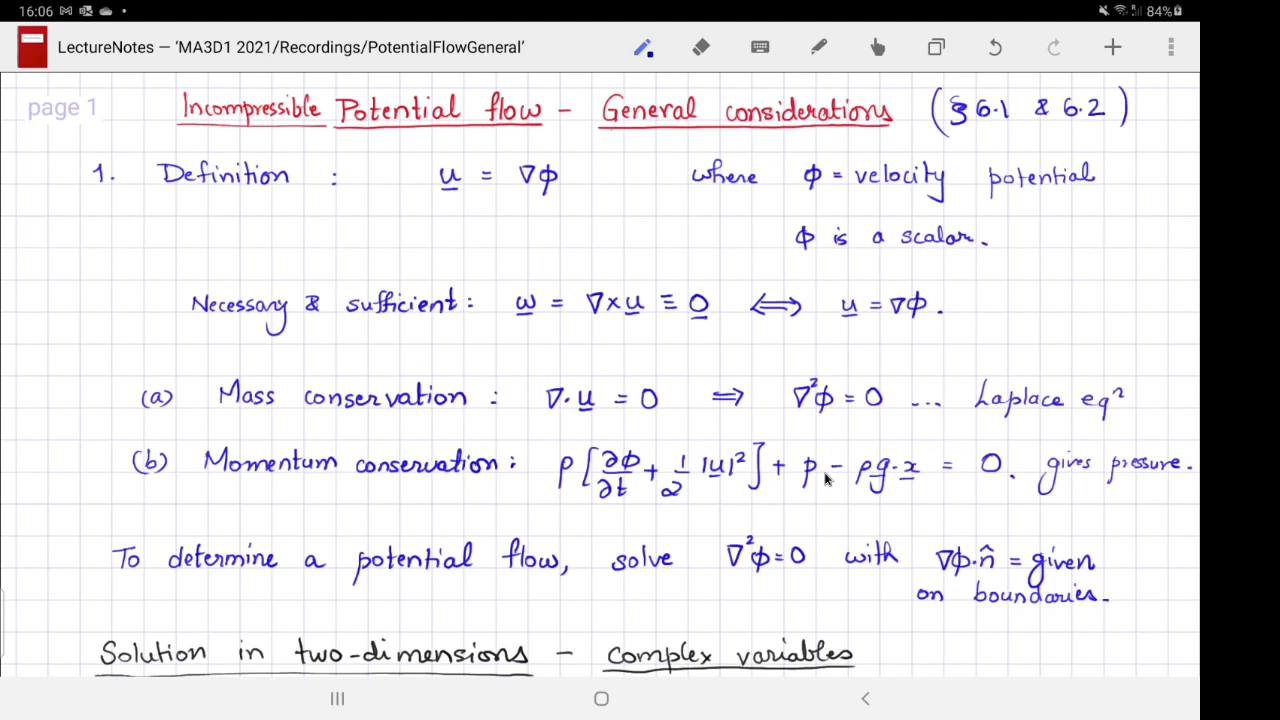 16:06 84%
LectureNotes – 'MA3D1 2021/Recordings/PotentialFlowGeneral'
page 1
Incompressible Potential flow - General considerations (§ 6.1 & 6.2)
1. Definition : u = ∇ϕ where ϕ = velocity potential
ϕ is a scalar.
Necessary & sufficient : ω = ∇×u ≡ 0 ⟺ u = ∇ϕ.
(a) Mass conservation : ∇·u = 0 ⟹ ∇²ϕ = 0 ... Laplace eqⁿ
(b) Momentum conservation : ρ[∂ϕ/∂t + 1/2 |u|²] + p - ρg·x = 0. gives pressure.
To determine a potential flow, solve ∇²ϕ = 0 with ∇ϕ·n̂ = given
on boundaries.
Solution in two-dimensions - complex variables